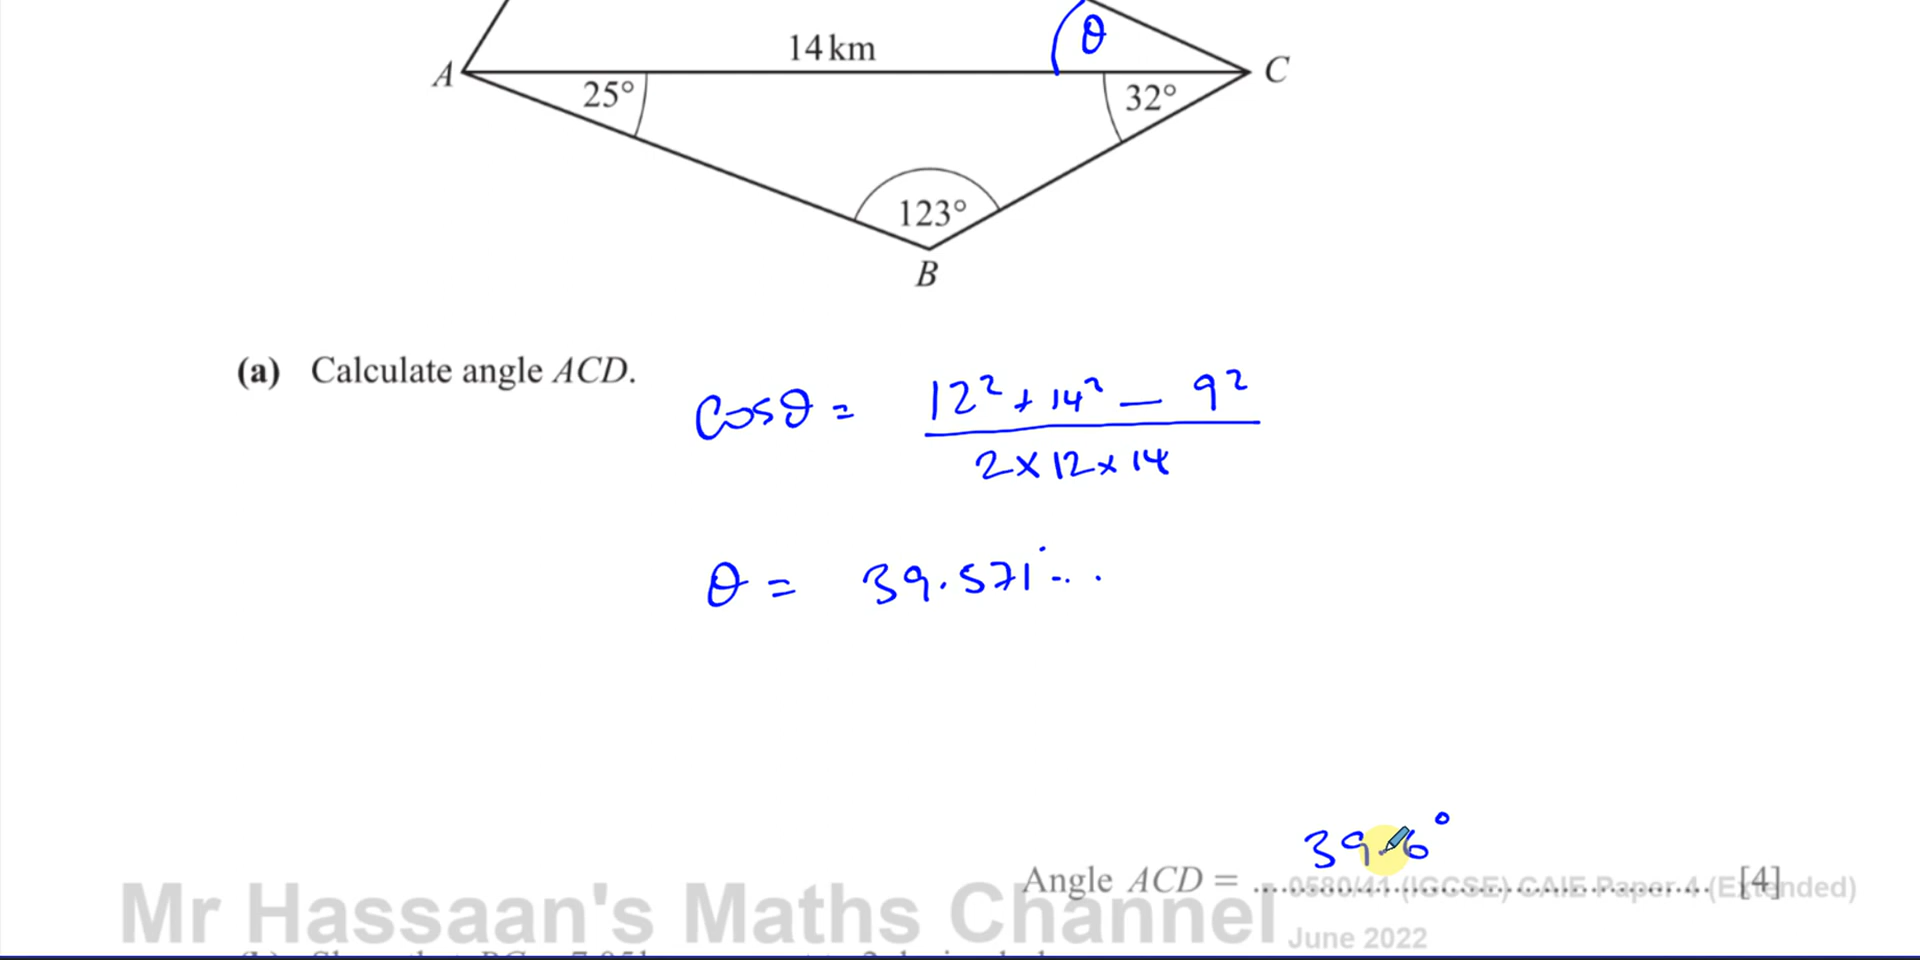 14 km
θ
A
C
25°
32°
123°
B
(a) Calculate angle ACD.
Cosθ = 12² + 14² — 9²
2 × 12 × 14
θ = 39.571...
39.6°
Angle ACD = ........................ [4]
Mr Hassaan's Maths Channel
0580/41 (IGCSE) CAIE Paper 4 (Extended)
June 2022